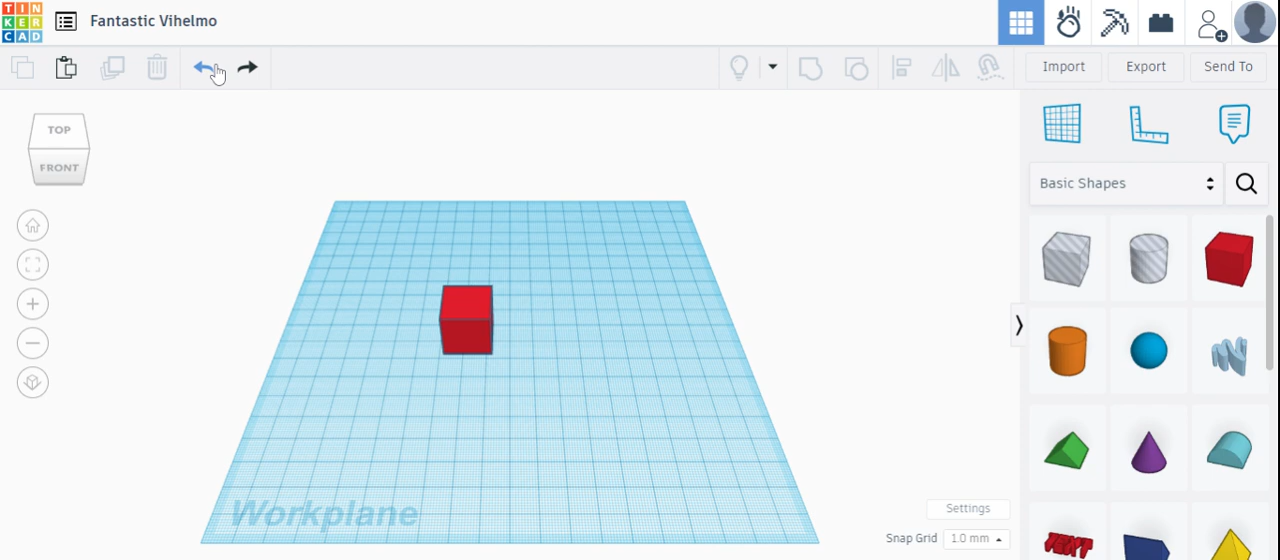 TIN
KER
CAD
Fantastic Vihelmo
Import
Export
Send To
TOP
FRONT
Basic Shapes
TEXT
Workplane
Settings
Snap Grid 1.0 mm